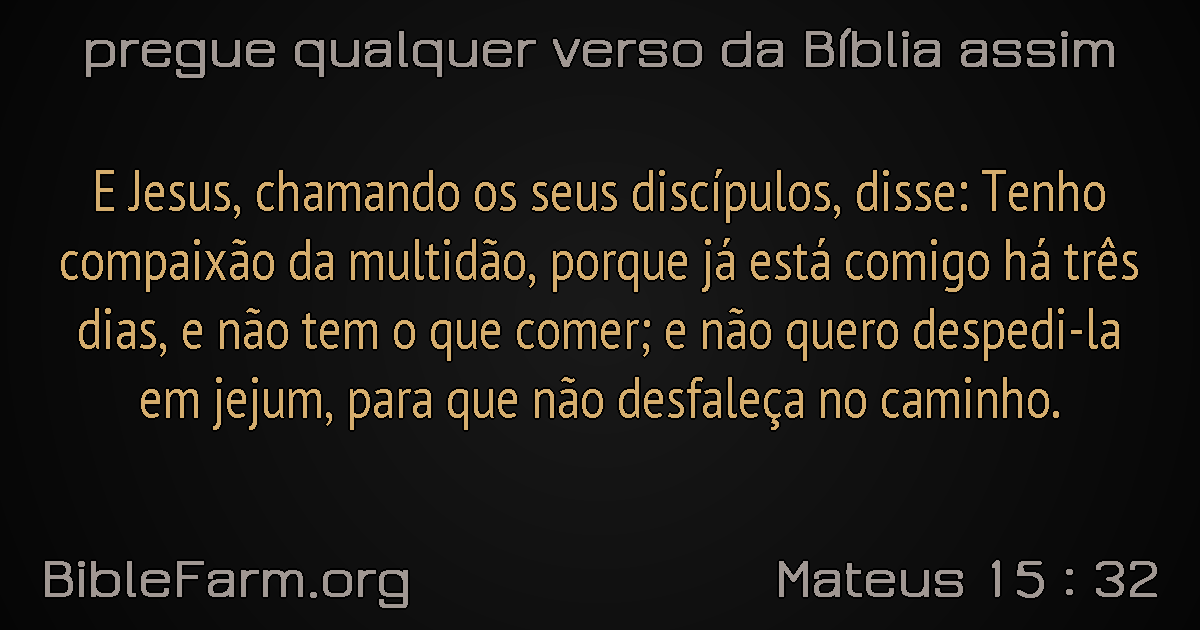 pregue qualquer verso da Bíblia assim
E Jesus, chamando os seus discípulos, disse: Tenho
compaixão da multidão, porque já está comigo há três
dias, e não tem o que comer; e não quero despedi-la
em jejum, para que não desfaleça no caminho.
BibleFarm.org
Mateus 15 : 32